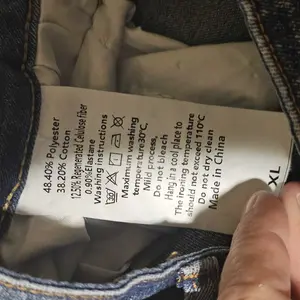 48.40% Polyester
38.20% Cotton
12.50% Regenerated Cellulose fiber
0.90% Elastane
Washing instructions
Maximum washing
temperature30℃,
Mild process,
Do not bleach
Hang in a cool place to
The ironing temperature
should not exceed 110℃
Do not dry clean
Made in China
XL